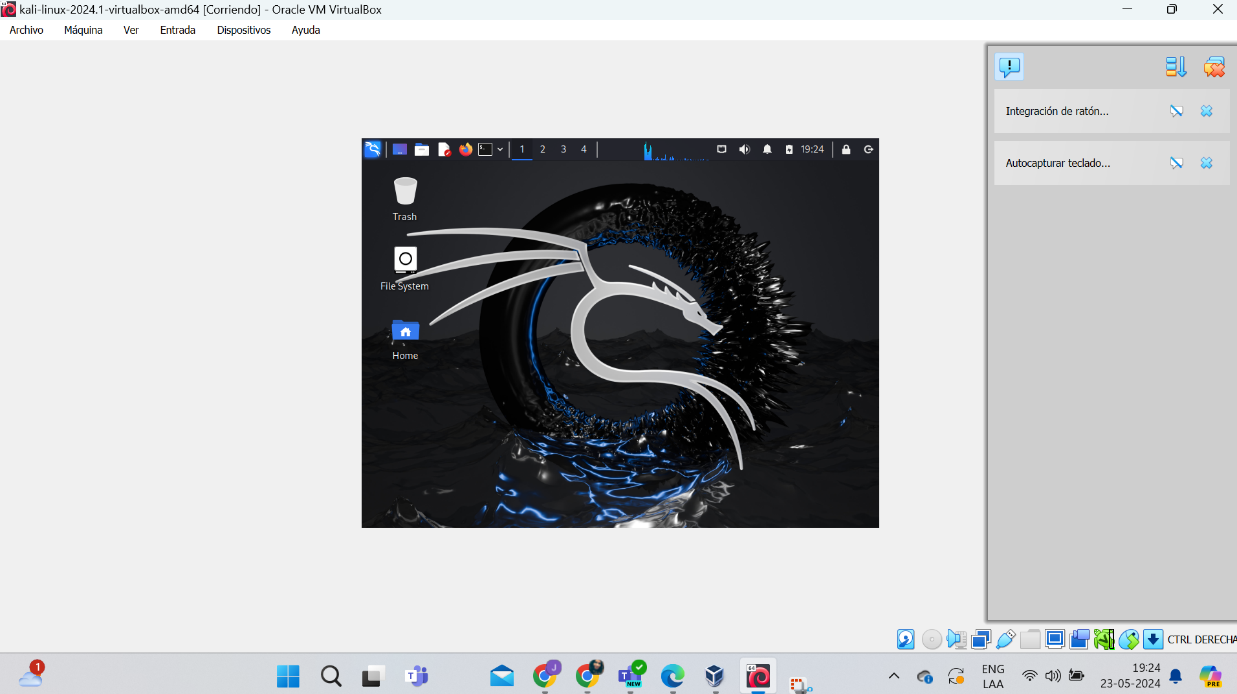 kali-linux-2024.1-virtualbox-amd64 [Corriendo] - Oracle VM VirtualBox
Archivo Máquina Ver Entrada Dispositivos Ayuda
Integración de ratón...
Autocapturar teclado...
1 2 3 4 19:24
Trash
File System
Home
CTRL DERECHA
1
64
NEW
ENG
LAA
19:24
23-05-2024
PRE